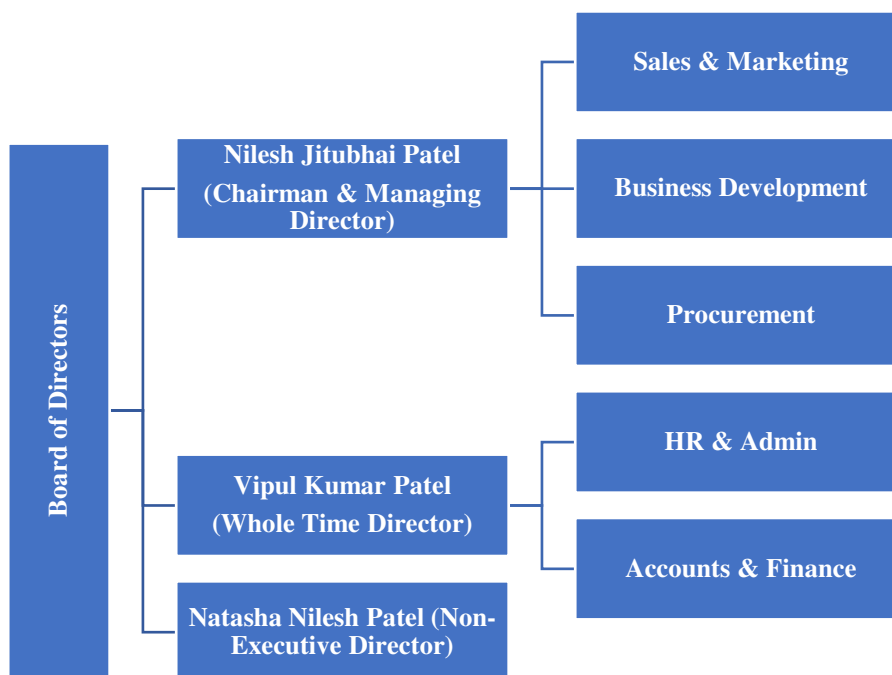 Board of Directors
Nilesh Jitubhai Patel
(Chairman & Managing
Director)
Sales & Marketing
Business Development
Procurement
Vipul Kumar Patel
(Whole Time Director)
HR & Admin
Accounts & Finance
Natasha Nilesh Patel (Non-
Executive Director)